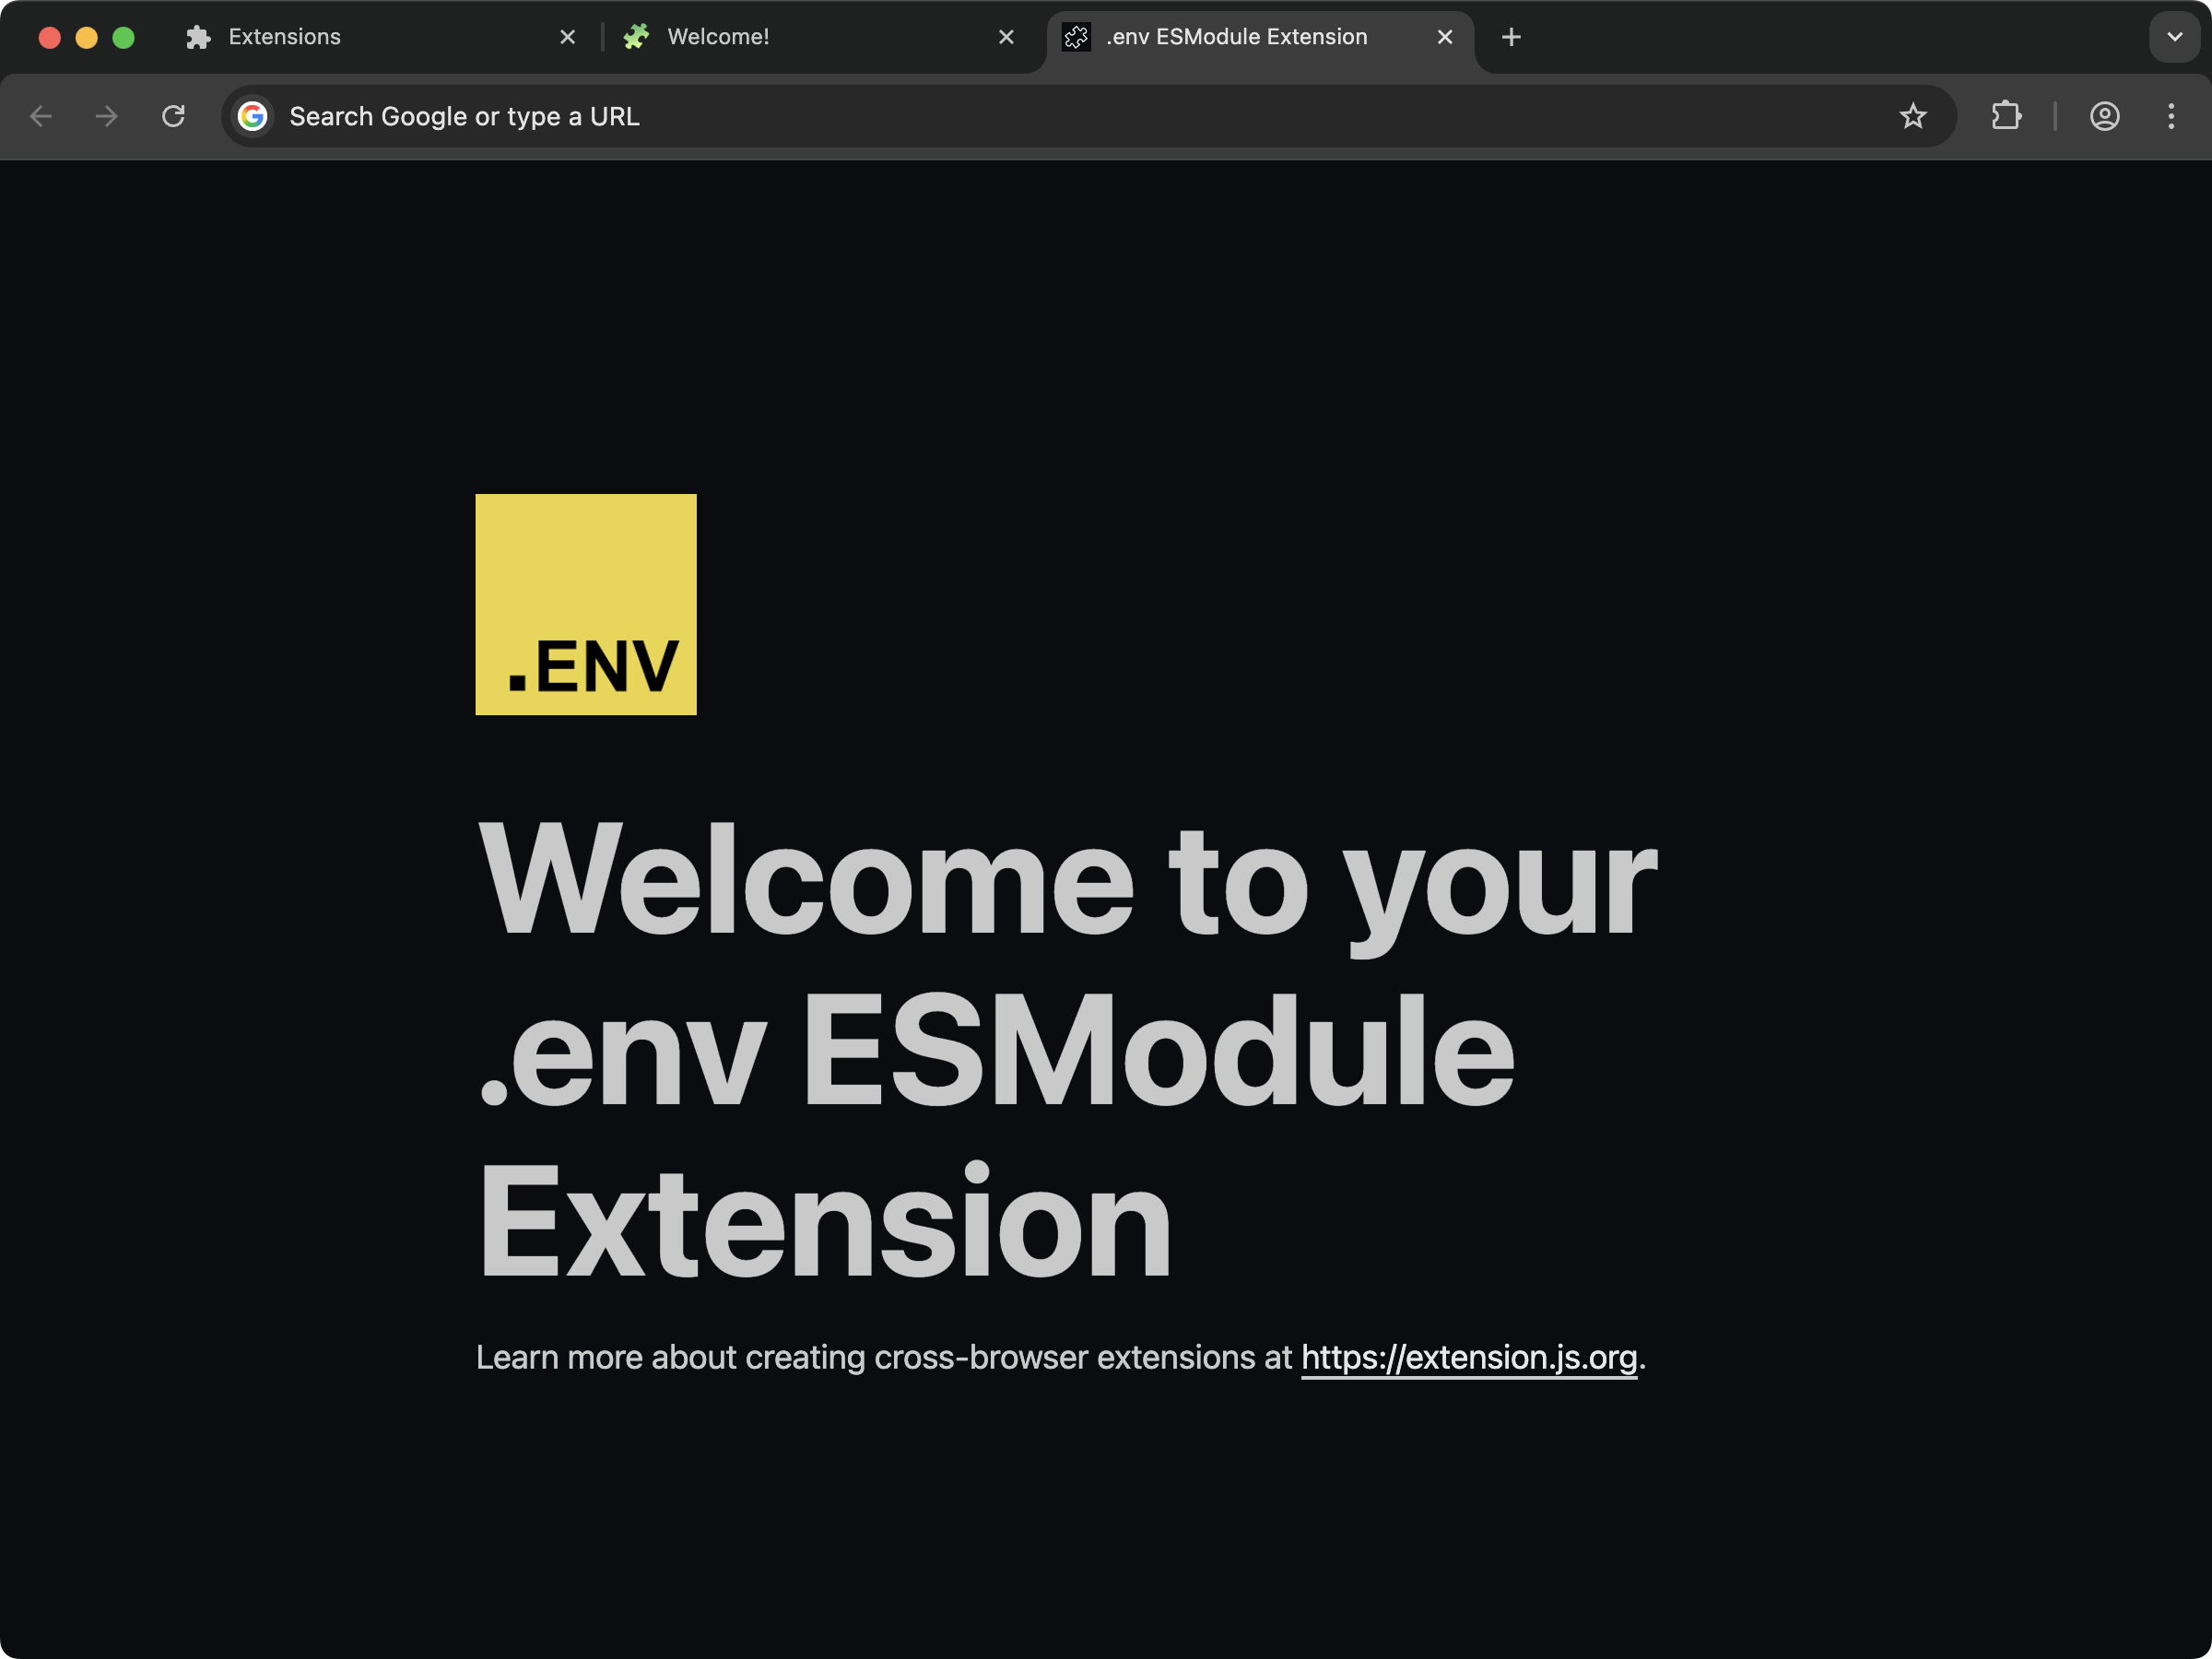 Extensions
Welcome!
.env ESModule Extension
Search Google or type a URL
.ENV
Welcome to your
.env ESModule
Extension
Learn more about creating cross-browser extensions at https://extension.js.org.